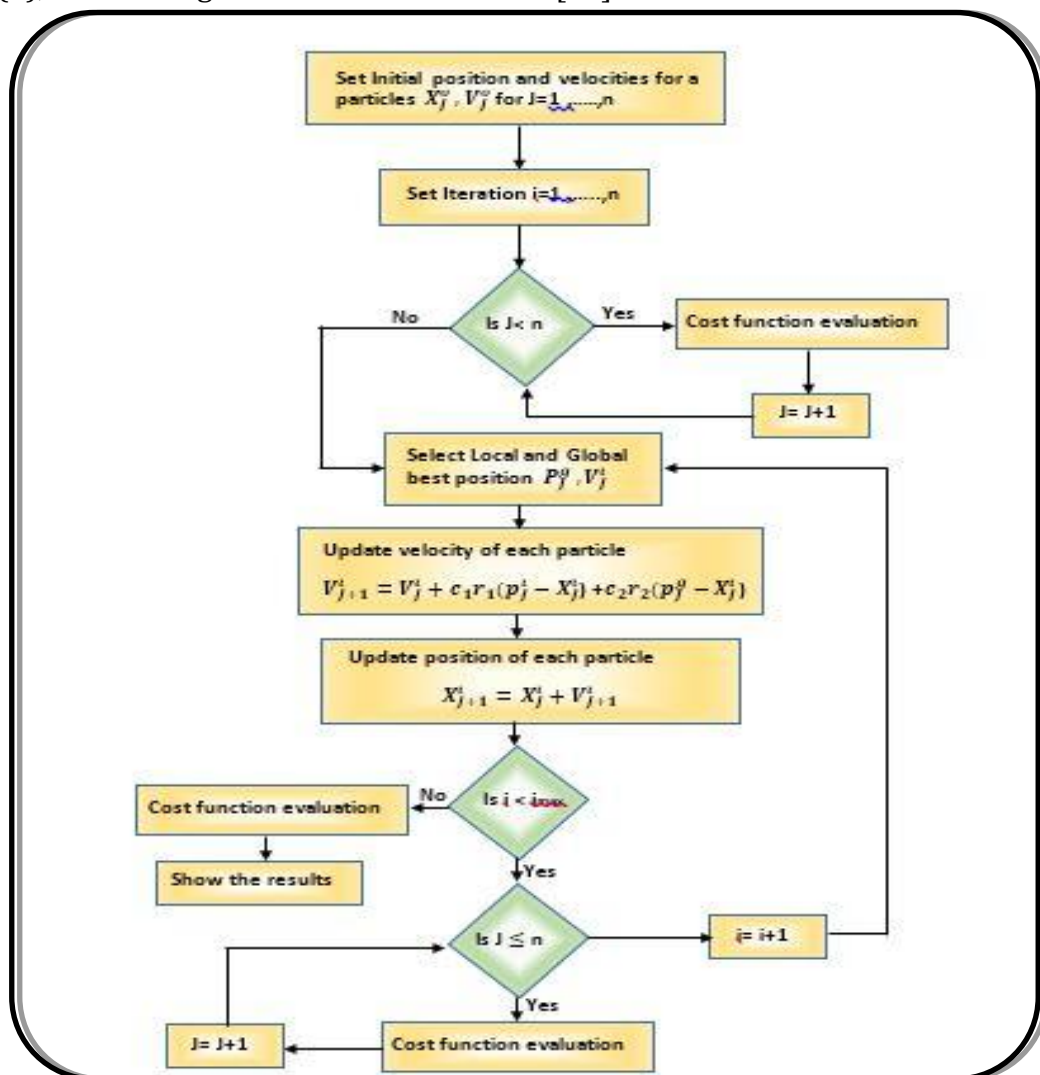 Set Initial position and velocities for a
particles for J=1 ,.....,n
Set Iteration i=1,......,n
Is J< n
No
Yes
Cost function evaluation
J= J+1
Select Local and Global
best position P_j^g , V_j^i
Update velocity of each particle
V_{j+1}^i = V_j^i + c_1r_1(p_j^i − X_j^i) +c_2r_2(p_j^g − X_j^i)
Update position of each particle
X_{j+1}^i = X_j^i + V_{j+1}^i
Is i < imax
No
Cost function evaluation
Show the results
Yes
Is J ≤ n
i= i+1
Yes
Cost function evaluation
J= J+1